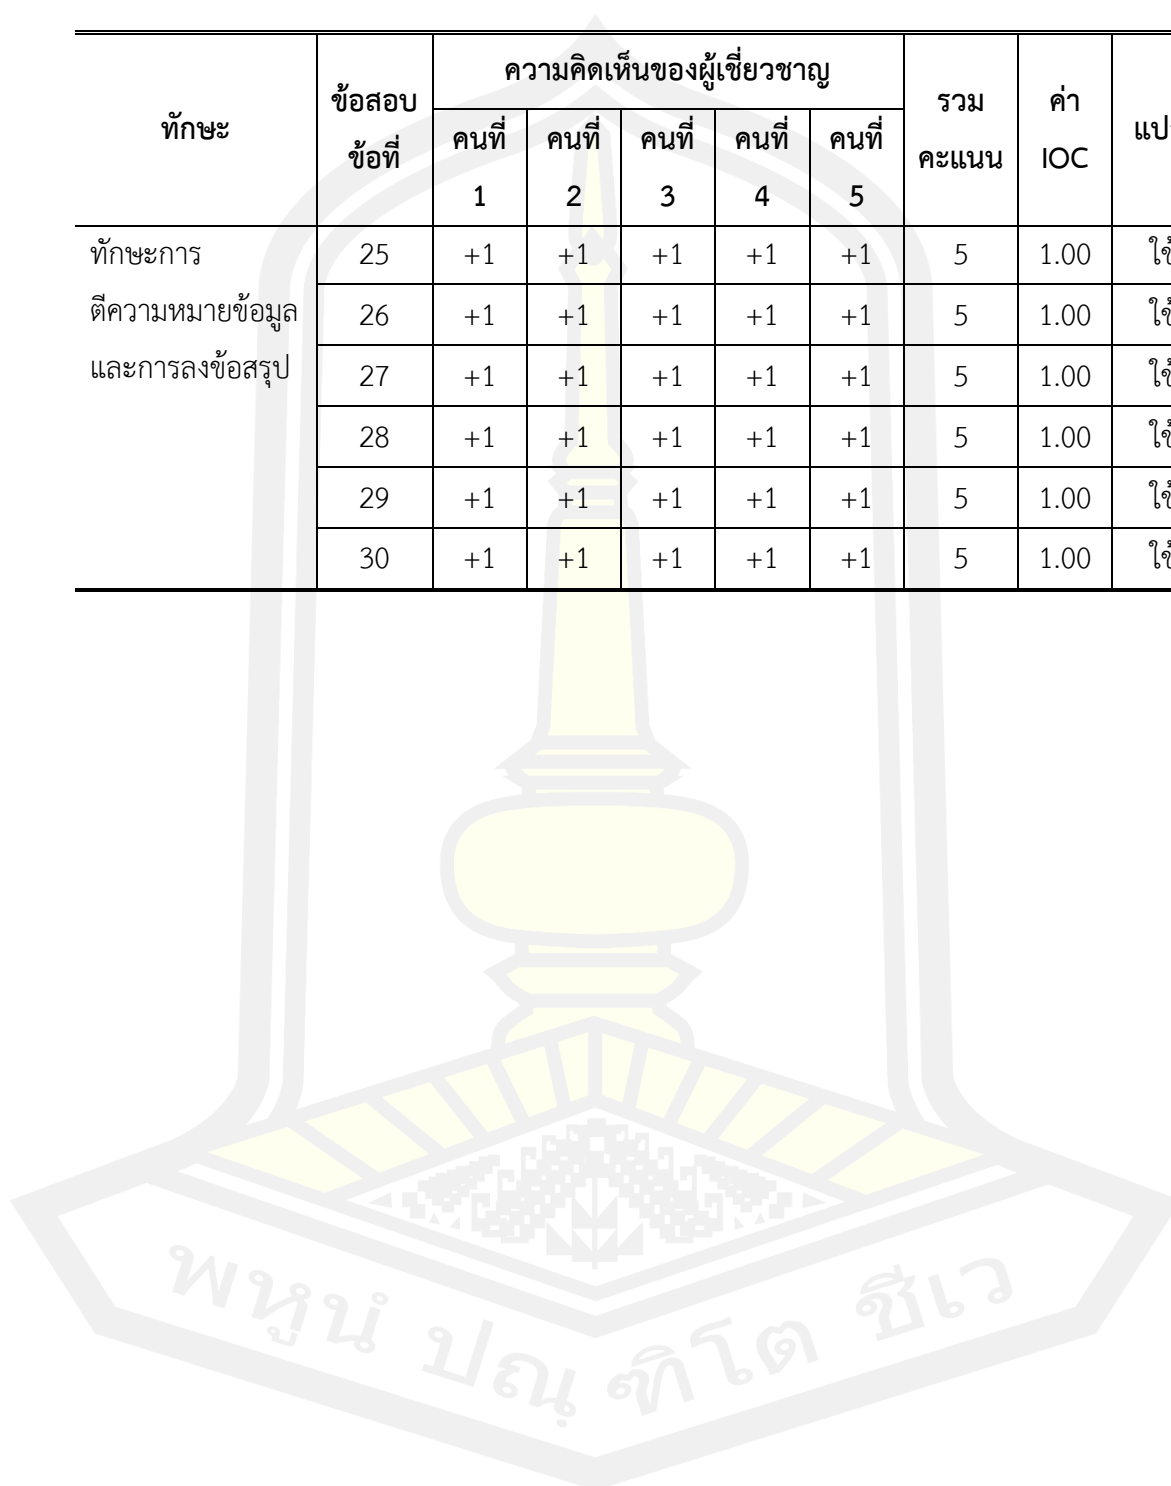 ความคิดเห็นของผู้เชี่ยวชาญ
ทักษะ ข้อสอบ ข้อที่ คนที่ 1 คนที่ 2 คนที่ 3 คนที่ 4 คนที่ 5 รวม คะแนน ค่า IOC
ทักษะการ 25 +1 +1 +1 +1 +1 5 1.00
ตีความหมายข้อมูล 26 +1 +1 +1 +1 +1 5 1.00
และการลงข้อสรุป 27 +1 +1 +1 +1 +1 5 1.00
28 +1 +1 +1 +1 +1 5 1.00
29 +1 +1 +1 +1 +1 5 1.00
30 +1 +1 +1 +1 +1 5 1.00
พหูนํ ปณฺฑิโต ชีเว